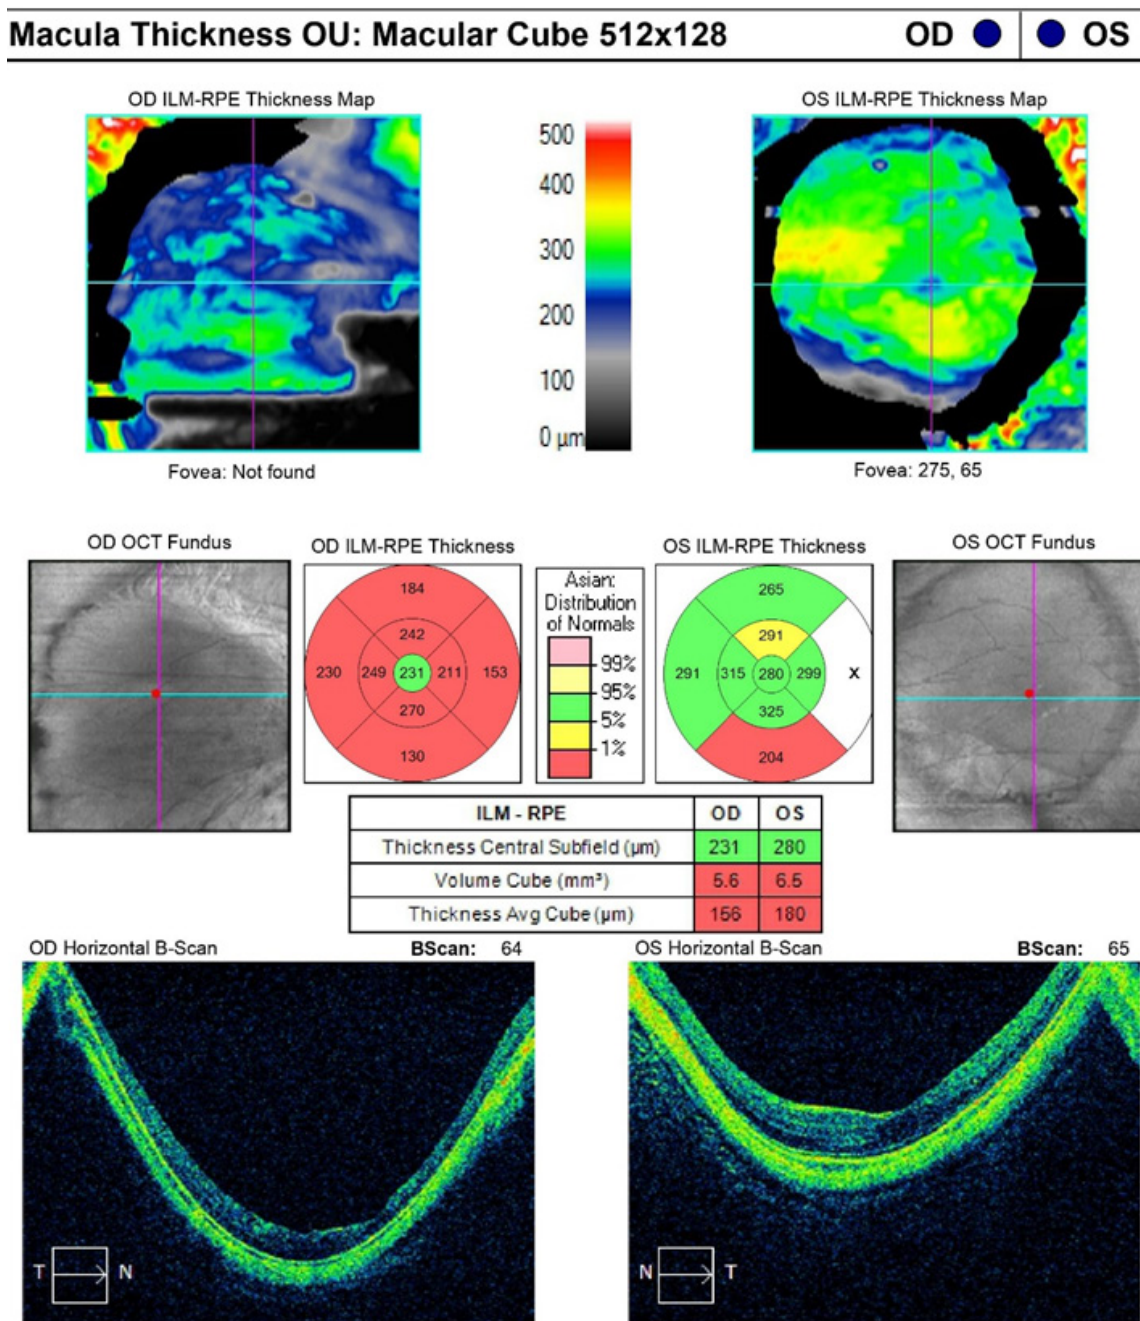 Macula Thickness OU: Macular Cube 512x128 OD OS
OD ILM-RPE Thickness Map
OS ILM-RPE Thickness Map
500
400
300
200
100
0 µm
Fovea: Not found
Fovea: 275, 65
OD OCT Fundus
OD ILM-RPE Thickness
OS ILM-RPE Thickness
OS OCT Fundus
184
242
230 249 231 211 153
270
130
Asian:
Distribution
of Normals
99%
95%
5%
1%
265
291
291 315 280 299 X
325
204
ILM - RPE OD OS
Thickness Central Subfield (µm) 231 280
Volume Cube (mm³) 5.6 6.5
Thickness Avg Cube (µm) 156 180
OD Horizontal B-Scan BScan: 64
OS Horizontal B-Scan BScan: 65
T N
N T